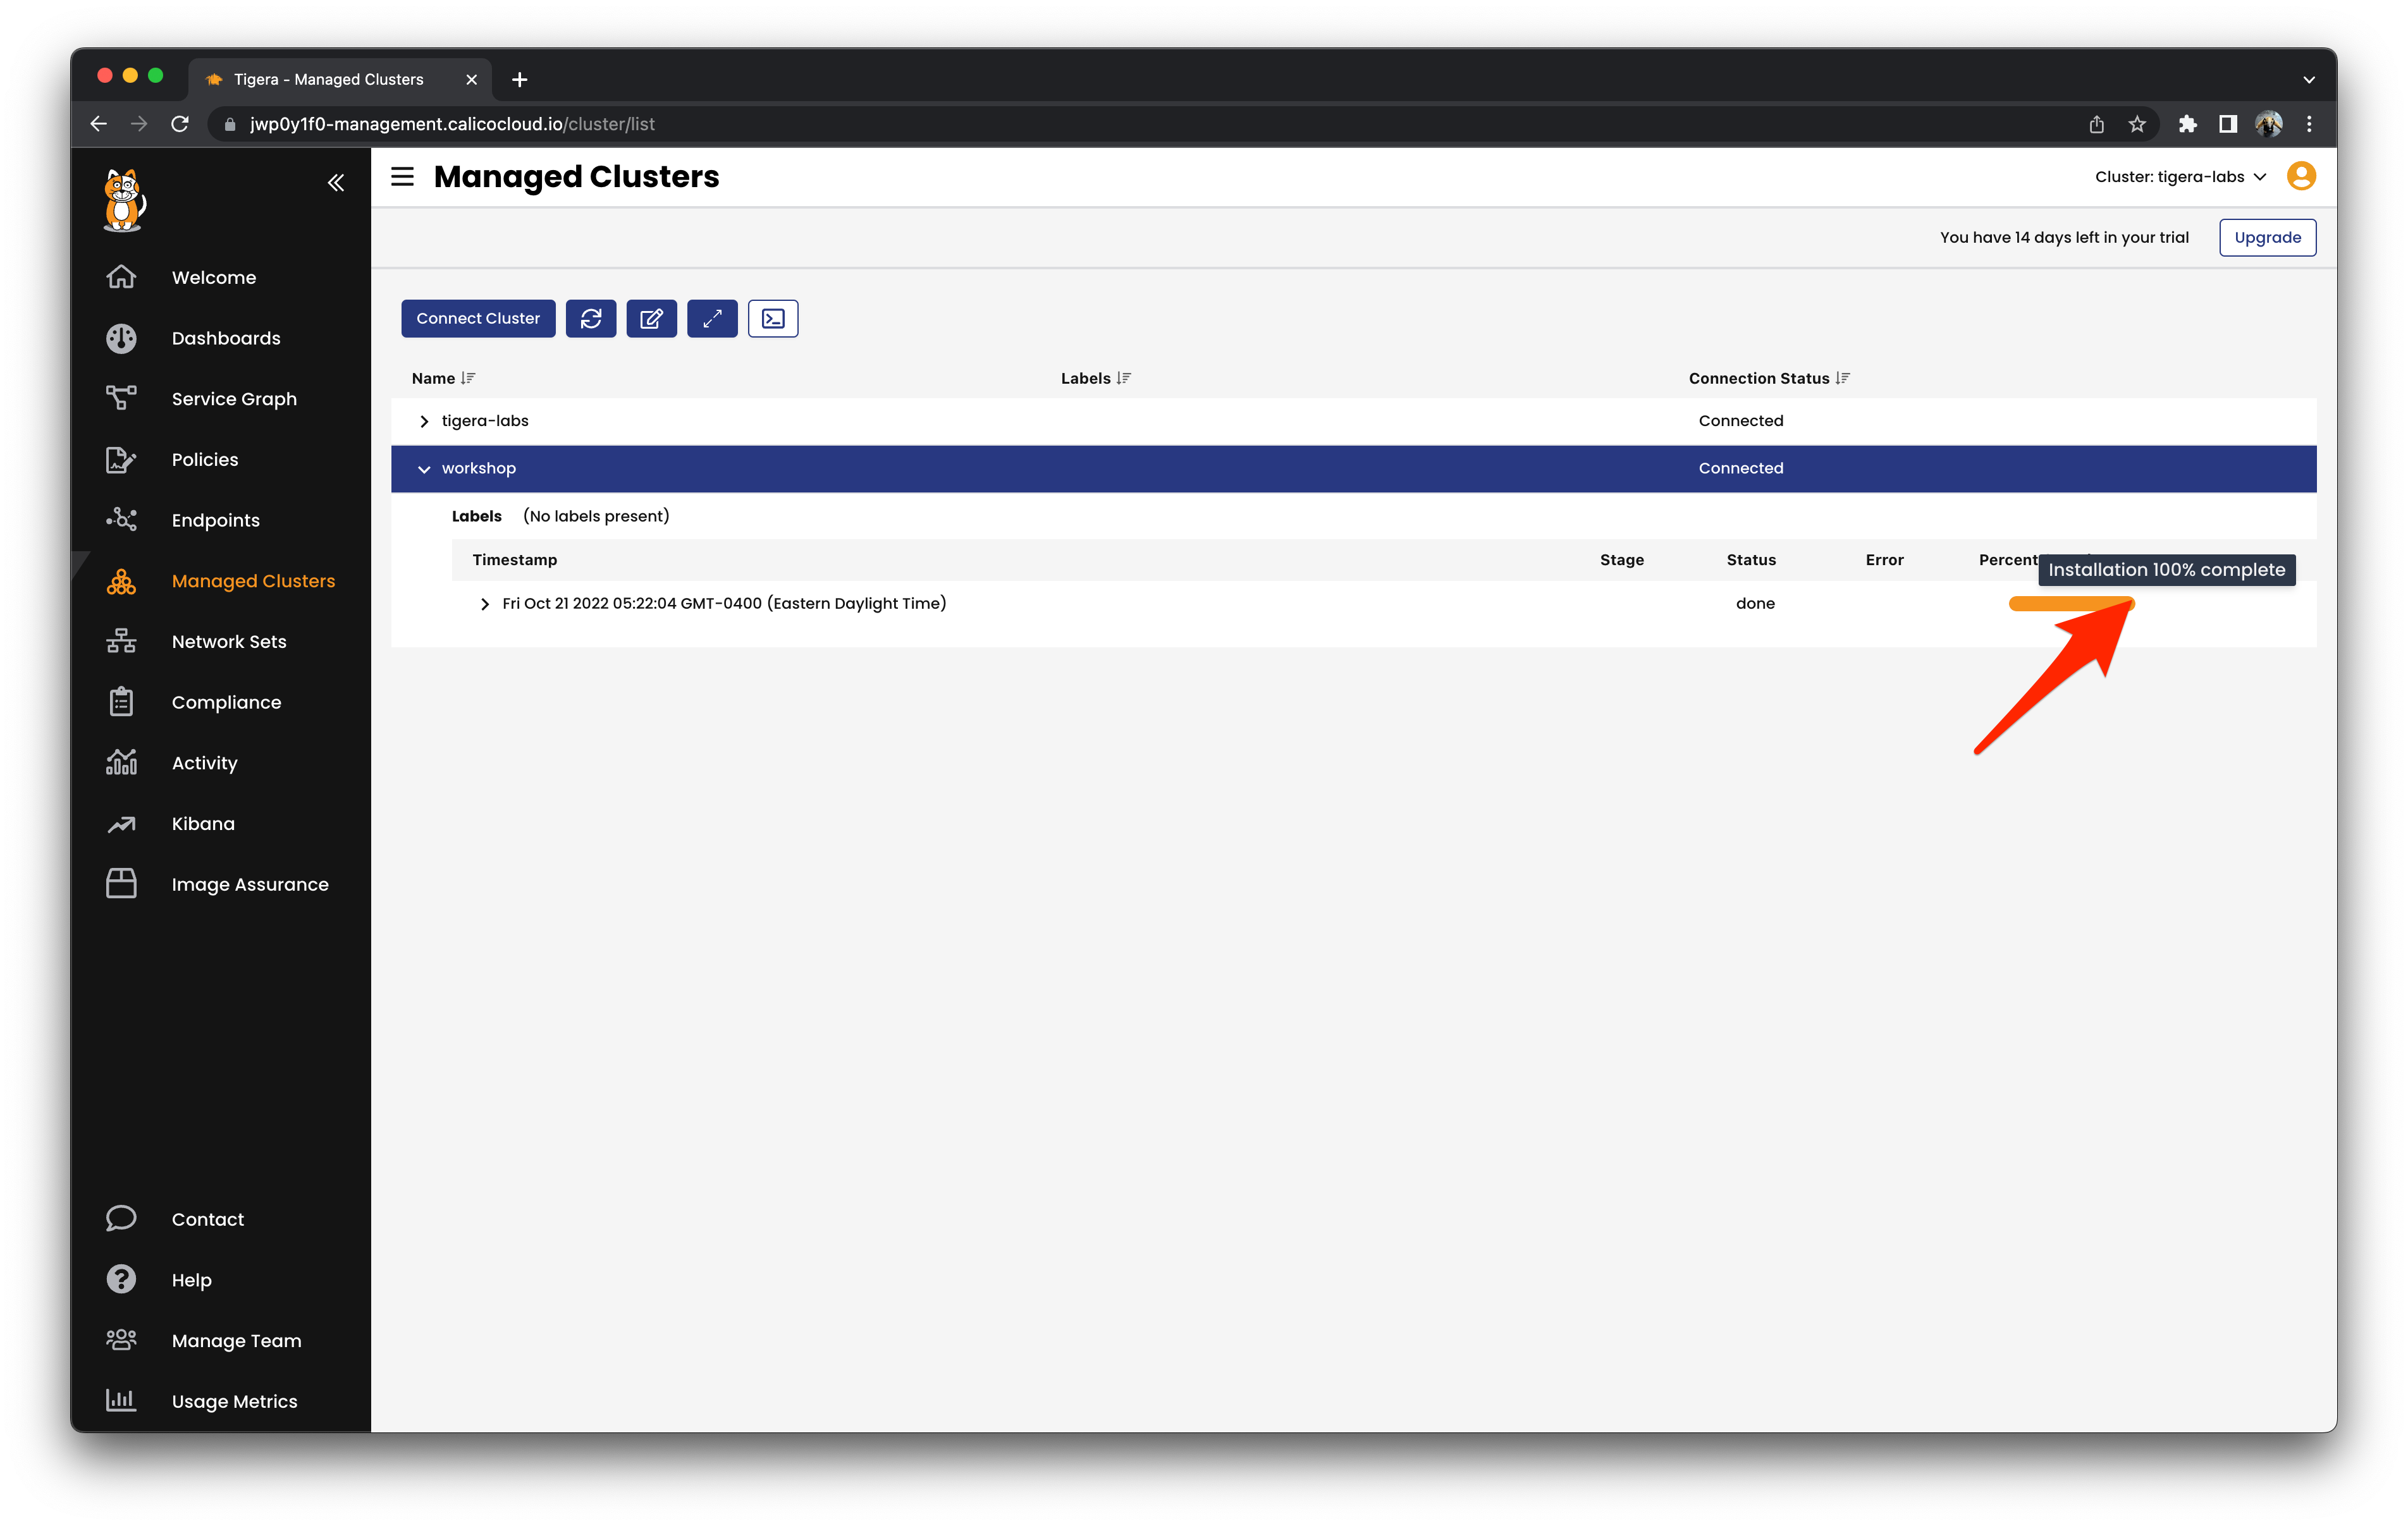 Tigera - Managed Clusters
jwp0y1f0-management.calicocloud.io/cluster/list
Managed Clusters
Cluster: tigera-labs
You have 14 days left in your trial
Upgrade
Welcome
Dashboards
Service Graph
Policies
Endpoints
Managed Clusters
Network Sets
Compliance
Activity
Kibana
Image Assurance
Contact
Help
Manage Team
Usage Metrics
Connect Cluster
Name Labels Connection Status
tigera-labs Connected
workshop Connected
Labels (No labels present)
Timestamp Stage Status Error Percent
Installation 100% complete
Fri Oct 21 2022 05:22:04 GMT-0400 (Eastern Daylight Time) done